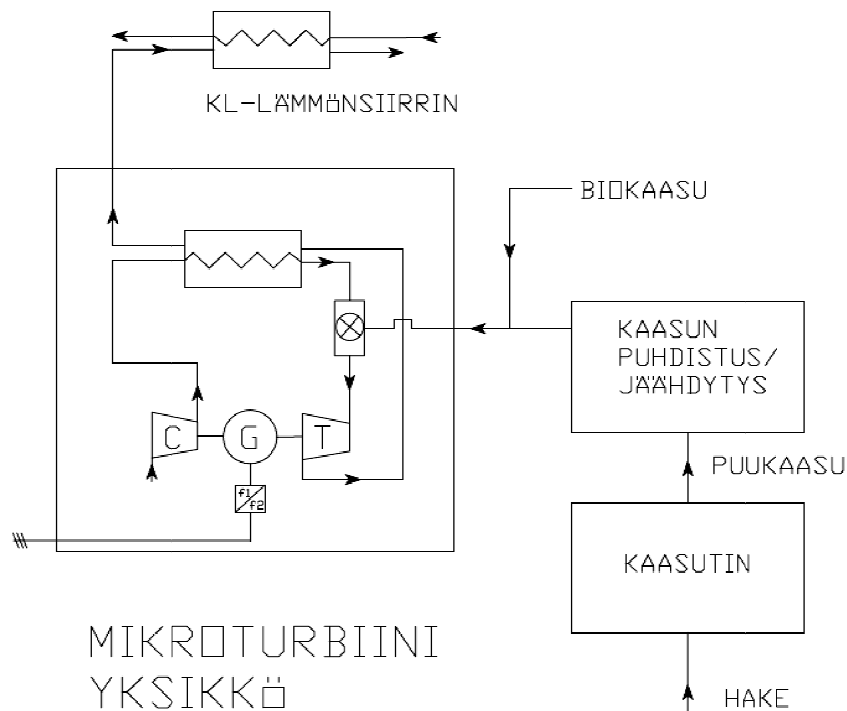 KL-LÄMMÖNSIIRRIN
BIOKAASU
KAASUN
PUHDISTUS/
JÄÄHDYTYS
C
G
T
f1/
f2
PUUKAASU
KAASUTIN
MIKROTURBIINI
YKSIKKÖ
HAKE